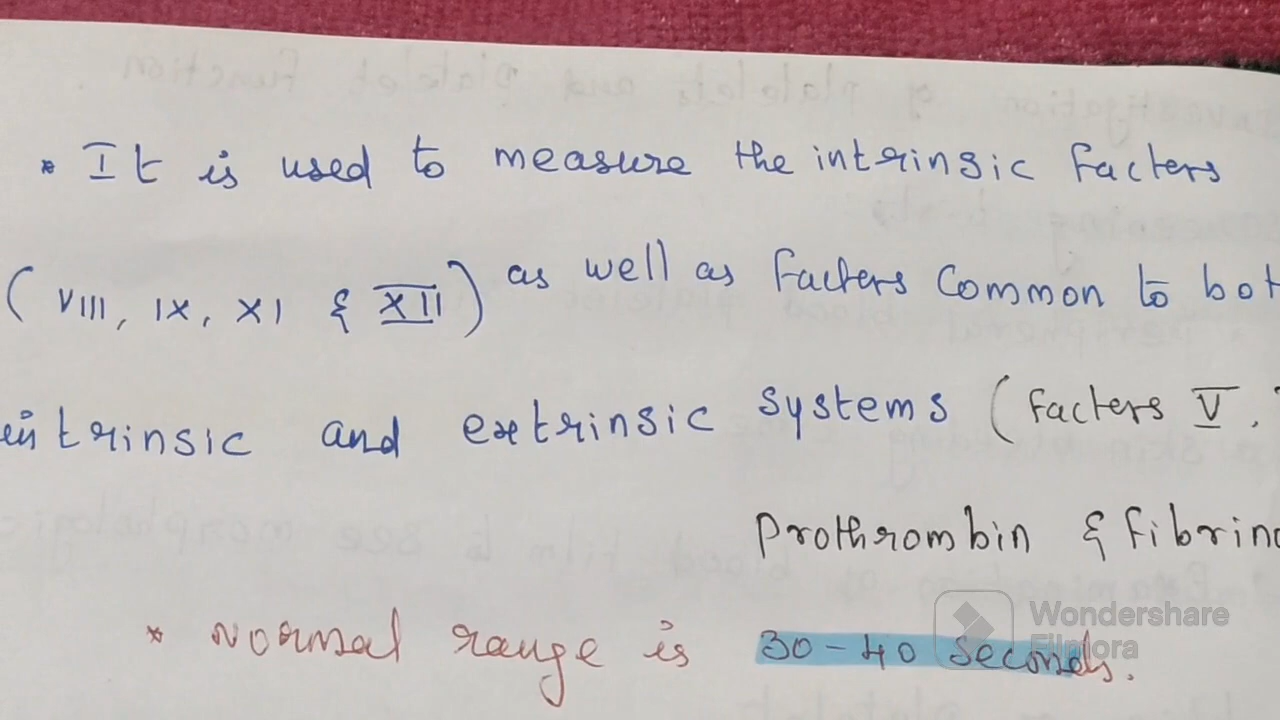 * It is used to measure the intrinsic Facters
( VIII, IX, XI & XII ) as well as Facters Common to bot
intrinsic and extrinsic systems ( Facters V,
Prothrombin & Fibrino
* Normal range is 30-40 seconds.
Wondershare
Filmora